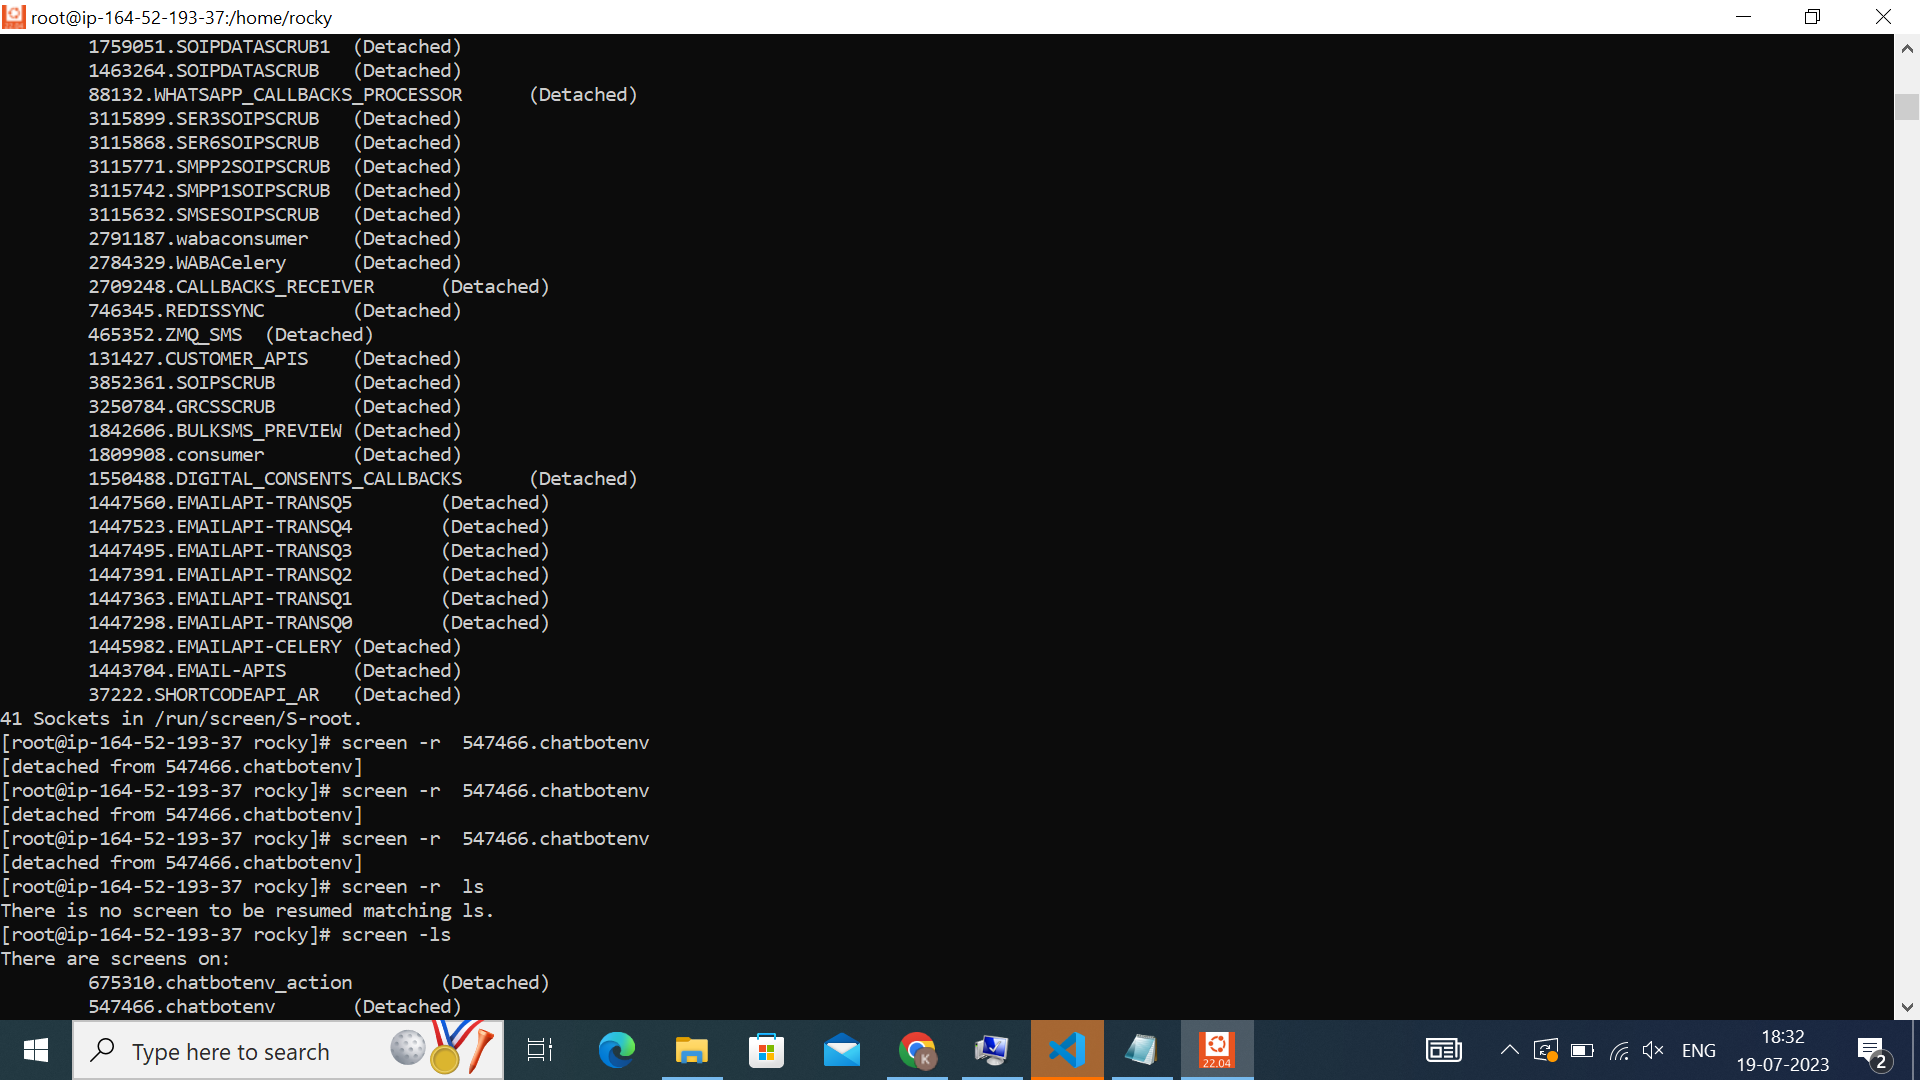 root@ip-164-52-193-37:/home/rocky
1759051.SOIPDATASCRUB1 (Detached)
1463264.SOIPDATASCRUB (Detached)
88132.WHATSAPP_CALLBACKS_PROCESSOR (Detached)
3115899.SER3SOIPSCRUB (Detached)
3115868.SER6SOIPSCRUB (Detached)
3115771.SMPP2SOIPSCRUB (Detached)
3115742.SMPP1SOIPSCRUB (Detached)
3115632.SMSESOIPSCRUB (Detached)
2791187.wabaconsumer (Detached)
2784329.WABACelery (Detached)
2709248.CALLBACKS_RECEIVER (Detached)
746345.REDISSYNC (Detached)
465352.ZMQ_SMS (Detached)
131427.CUSTOMER_APIS (Detached)
3852361.SOIPSCRUB (Detached)
3250784.GRCSSCRUB (Detached)
1842606.BULKSMS_PREVIEW (Detached)
1809908.consumer (Detached)
1550488.DIGITAL_CONSENTS_CALLBACKS (Detached)
1447560.EMAILAPI-TRANSQ5 (Detached)
1447523.EMAILAPI-TRANSQ4 (Detached)
1447495.EMAILAPI-TRANSQ3 (Detached)
1447391.EMAILAPI-TRANSQ2 (Detached)
1447363.EMAILAPI-TRANSQ1 (Detached)
1447298.EMAILAPI-TRANSQ0 (Detached)
1445982.EMAILAPI-CELERY (Detached)
1443704.EMAIL-APIS (Detached)
37222.SHORTCODEAPI_AR (Detached)
41 Sockets in /run/screen/S-root.
[root@ip-164-52-193-37 rocky]# screen -r  547466.chatbotenv
[detached from 547466.chatbotenv]
[root@ip-164-52-193-37 rocky]# screen -r  547466.chatbotenv
[detached from 547466.chatbotenv]
[root@ip-164-52-193-37 rocky]# screen -r  547466.chatbotenv
[detached from 547466.chatbotenv]
[root@ip-164-52-193-37 rocky]# screen -r  ls
There is no screen to be resumed matching ls.
[root@ip-164-52-193-37 rocky]# screen -ls
There are screens on:
675310.chatbotenv_action (Detached)
547466.chatbotenv (Detached)
Type here to search
K
22.04
ENG
18:32
19-07-2023
2